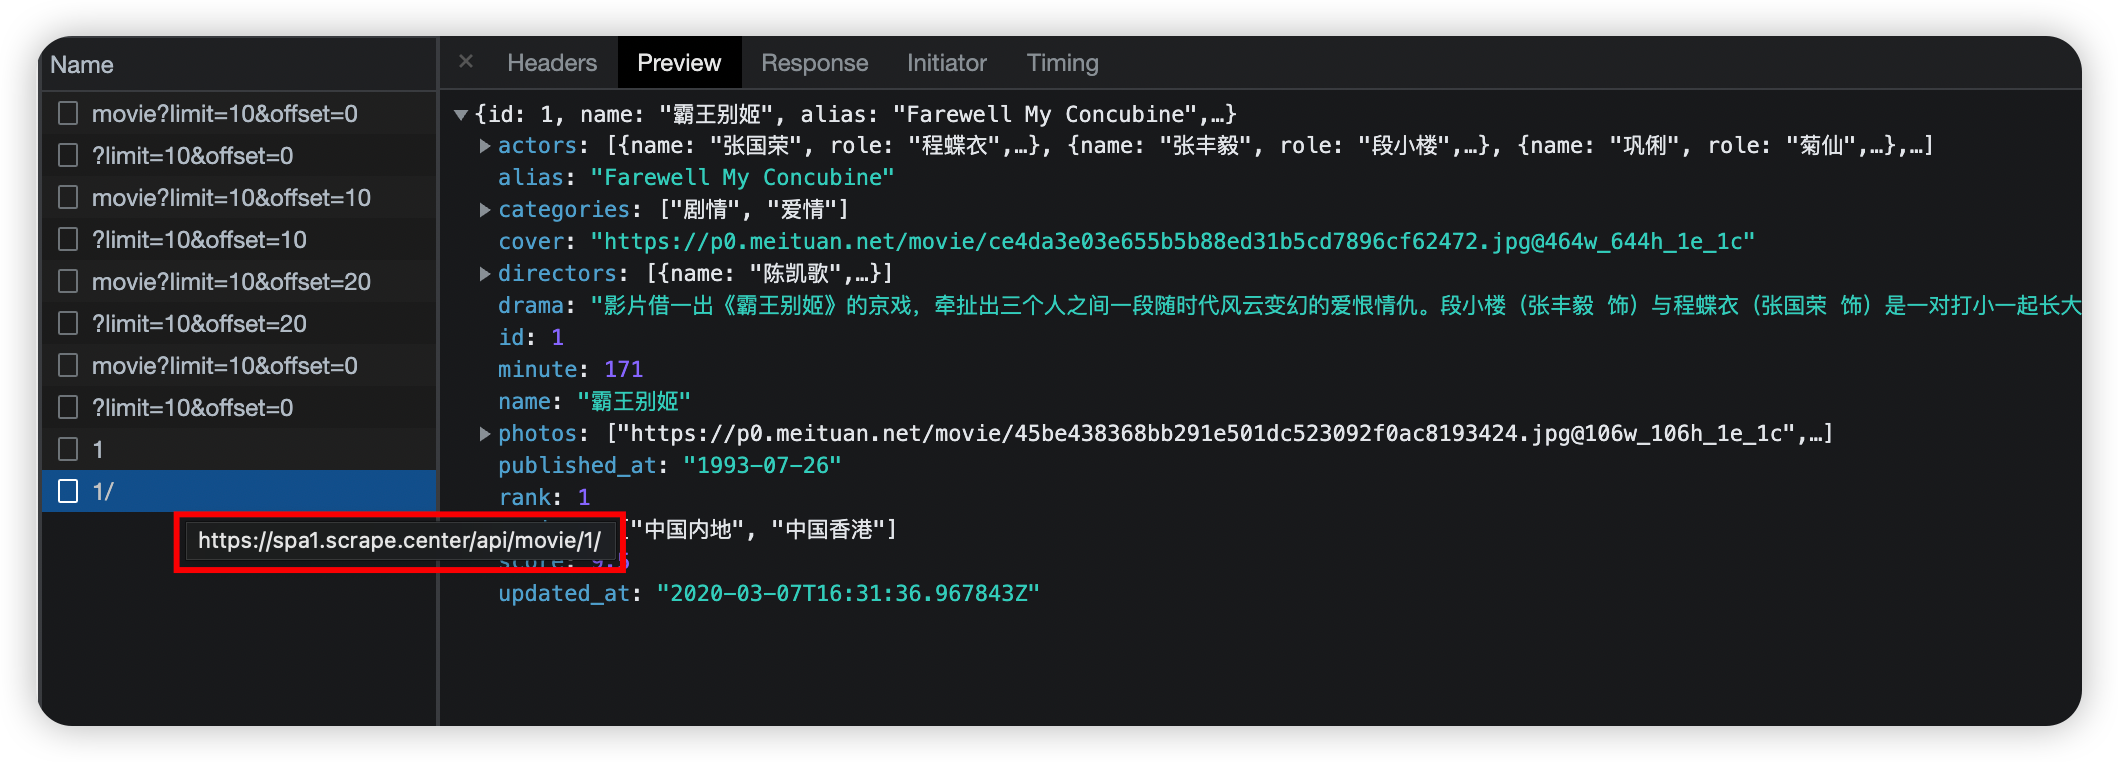 Name
movie?limit=10&offset=0
?limit=10&offset=0
movie?limit=10&offset=10
?limit=10&offset=10
movie?limit=10&offset=20
?limit=10&offset=20
movie?limit=10&offset=0
?limit=10&offset=0
1
1/
https://spa1.scrape.center/api/movie/1/
× Headers Preview Response Initiator Timing
{id: 1, name: "霸王别姬", alias: "Farewell My Concubine",…}
actors: [{name: "张国荣", role: "程蝶衣",…}, {name: "张丰毅", role: "段小楼",…}, {name: "巩俐", role: "菊仙",…},…]
alias: "Farewell My Concubine"
categories: ["剧情", "爱情"]
cover: "https://p0.meituan.net/movie/ce4da3e03e655b5b88ed31b5cd7896cf62472.jpg@464w_644h_1e_1c"
directors: [{name: "陈凯歌",…}]
drama: "影片借一出《霸王别姬》的京戏，牵扯出三个人之间一段随时代风云变幻的爱恨情仇。段小楼（张丰毅 饰）与程蝶衣（张国荣 饰）是一对打小一起长大
id: 1
minute: 171
name: "霸王别姬"
photos: ["https://p0.meituan.net/movie/45be438368bb291e501dc523092f0ac8193424.jpg@106w_106h_1e_1c",…]
published_at: "1993-07-26"
rank: 1
["中国内地", "中国香港"]
score: 9.5
updated_at: "2020-03-07T16:31:36.967843Z"